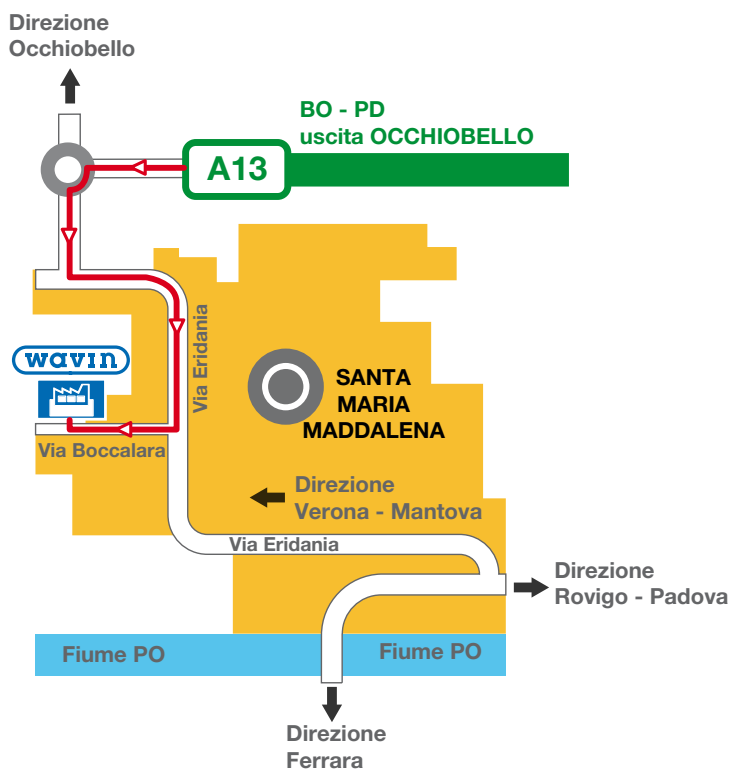 Direzione
Occhiobello
BO - PD
uscita OCCHIOBELLO
A13
Via Eridania
wavin
SANTA
MARIA
MADDALENA
Via Boccalara
Direzione
Verona - Mantova
Via Eridania
Direzione
Rovigo - Padova
Fiume PO
Fiume PO
Direzione
Ferrara